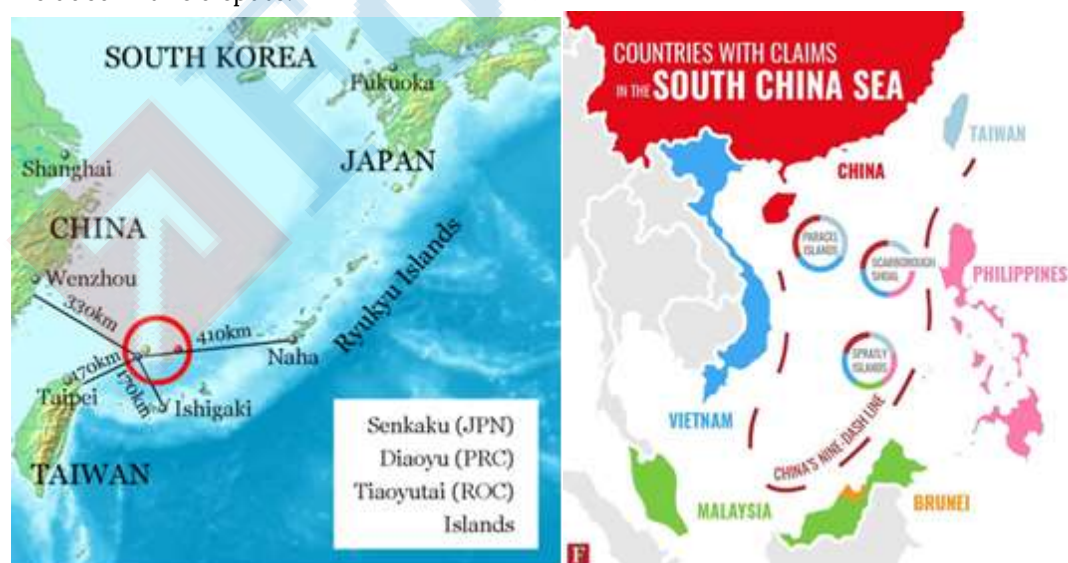 SOUTH KOREA
Fukuoka
JAPAN
Shanghai
CHINA
Wenzhou
330km
410km
Naha
Ryukyu Islands
170km
170km
Taipei
Ishigaki
TAIWAN
Senkaku (JPN)
Diaoyu (PRC)
Tiaoyutai (ROC)
Islands
COUNTRIES WITH CLAIMS
IN THE SOUTH CHINA SEA
TAIWAN
CHINA
PARACEL
ISLANDS
SCARBOROUGH
SHOAL
PHILIPPINES
SPRATLY
ISLANDS
VIETNAM
CHINA'S NINE-DASH LINE
MALAYSIA
BRUNEI
F